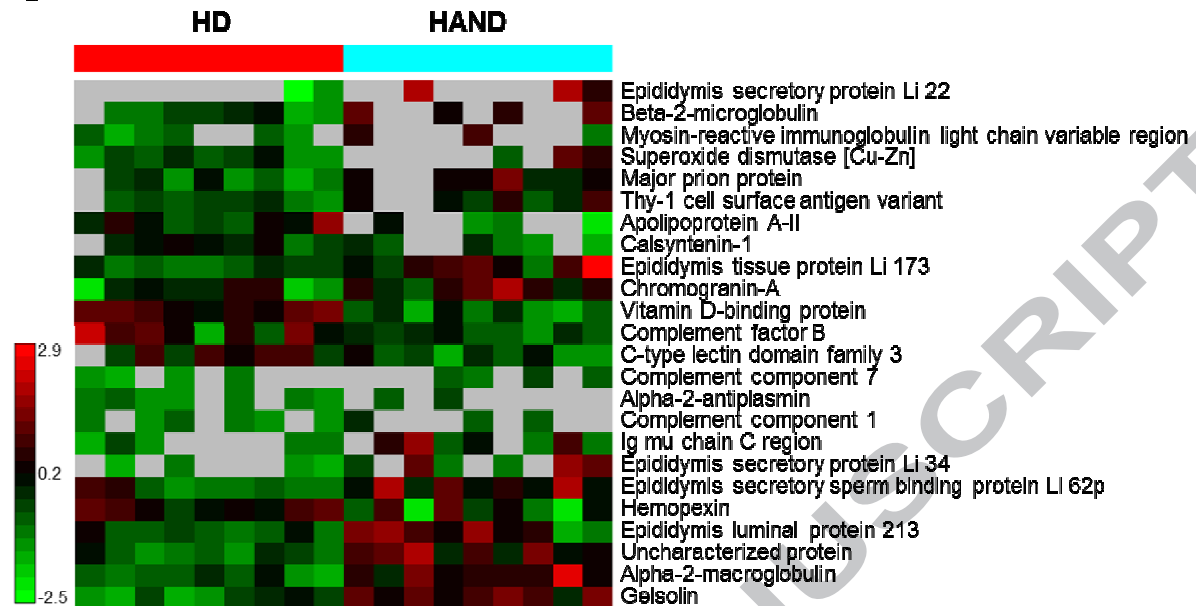 HD HAND
Epididymis secretory protein Li 22
Beta-2-microglobulin
Myosin-reactive immunoglobulin light chain variable region
Superoxide dismutase [Cu-Zn]
Major prion protein
Thy-1 cell surface antigen variant
Apolipoprotein A-II
Calsyntenin-1
Epididymis tissue protein Li 173
Chromogranin-A
Vitamin D-binding protein
Complement factor B
C-type lectin domain family 3
Complement component 7
Alpha-2-antiplasmin
Complement component 1
Ig mu chain C region
Epididymis secretory protein Li 34
Epididymis secretory sperm binding protein Li 62p
Hemopexin
Epididymis luminal protein 213
Uncharacterized protein
Alpha-2-macroglobulin
Gelsolin
2.9
0.2
-2.5
USCRIPT